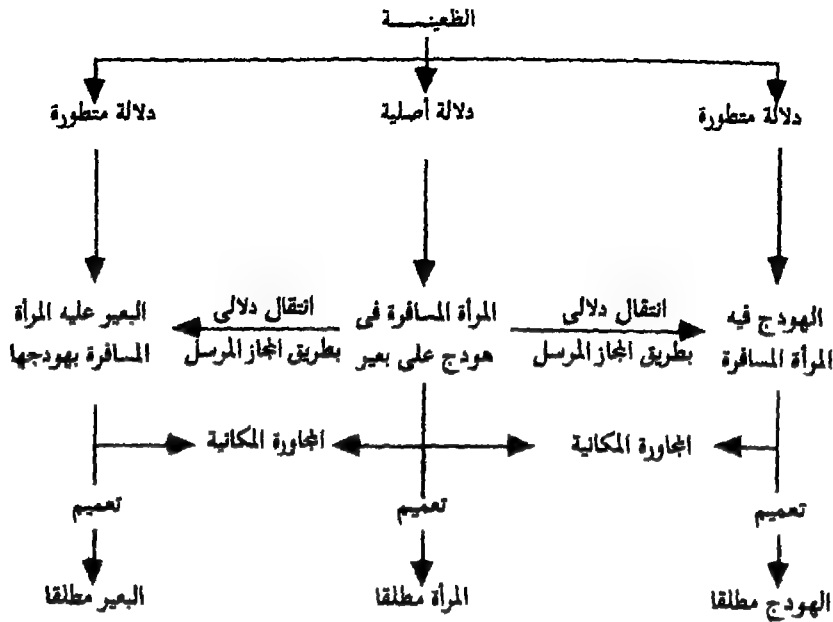 الظعينـــــة
دلالة متطورة
دلالة أصلية
دلالة متطورة
الهودج فيه
المرأة المسافرة
انتقال دلالى
بطريق المجاز المرسل
المرأة المسافرة فى
هودج على بعير
انتقال دلالى
بطريق المجاز المرسل
البعير عليه المرأة
المسافرة بهودجها
المجاورة المكانية
المجاورة المكانية
تعميم
تعميم
تعميم
الهودج مطلقا
المرأة مطلقا
البعير مطلقا